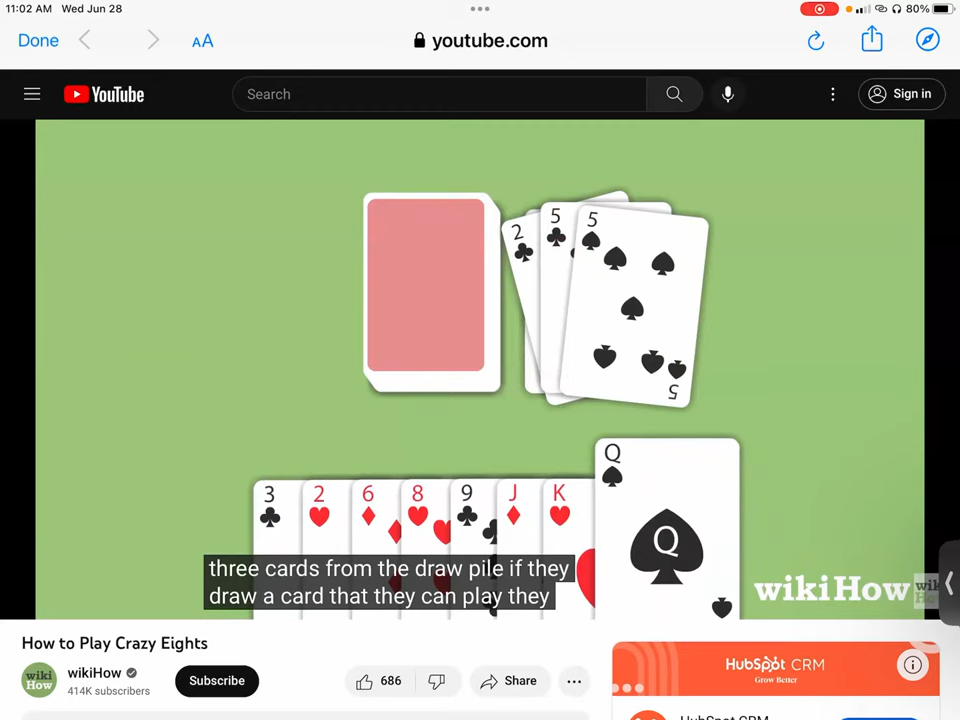 11:02 AM Wed Jun 28
80%
Done
AA
youtube.com
YouTube
Search
Sign in
2
5
5
5
Q
3
2
6
8
9
J
K
Q
three cards from the draw pile if they
draw a card that they can play they
wikiHow
How to Play Crazy Eights
wikiHow
414K subscribers
wiki
How
Subscribe
686
Share
HubSpot CRM
Grow Better